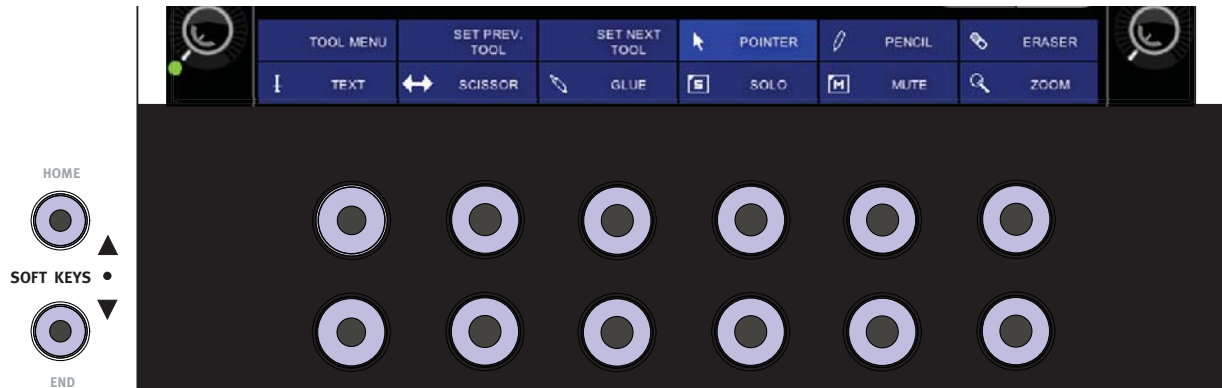 TOOL MENU
SET PREV.
TOOL
SET NEXT
TOOL
POINTER
PENCIL
ERASER
TEXT
SCISSOR
GLUE
S
SOLO
M
MUTE
ZOOM
HOME
SOFT KEYS
END